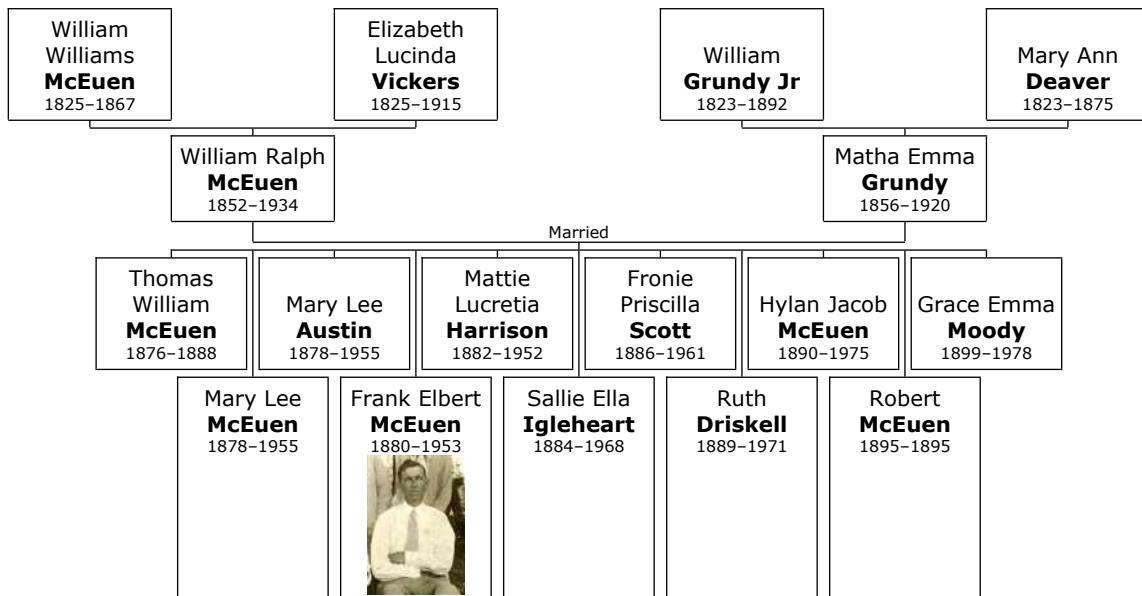 William
Williams
McEuen
1825–1867
Elizabeth
Lucinda
Vickers
1825–1915
William
Grundy Jr
1823–1892
Mary Ann
Deaver
1823–1875
William Ralph
McEuen
1852–1934
Matha Emma
Grundy
1856–1920
Married
Thomas
William
McEuen
1876–1888
Mary Lee
Austin
1878–1955
Mattie
Lucretia
Harrison
1882–1952
Fronie
Priscilla
Scott
1886–1961
Hylan Jacob
McEuen
1890–1975
Grace Emma
Moody
1899–1978
Mary Lee
McEuen
1878–1955
Frank Elbert
McEuen
1880–1953
Sallie Ella
Igleheart
1884–1968
Ruth
Driskell
1889–1971
Robert
McEuen
1895–1895